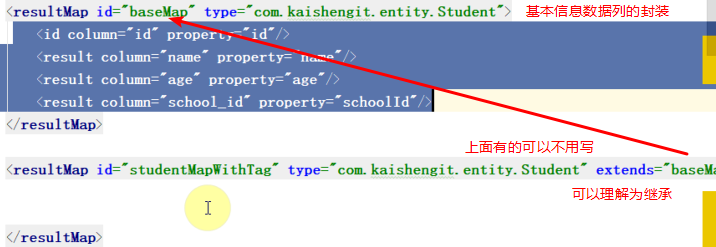 <resultMap id="baseMap" type="com.kaishengit.entity.Student"> 基本信息数据列的封装
<id column="id" property="id"/>
<result column="name" property="name"/>
<result column="age" property="age"/>
<result column="school_id" property="schoolId"/>
</resultMap>
上面有的可以不用写
<resultMap id="studentMapWithTag" type="com.kaishengit.entity.Student" extends="baseMa
可以理解为继承
</resultMap>